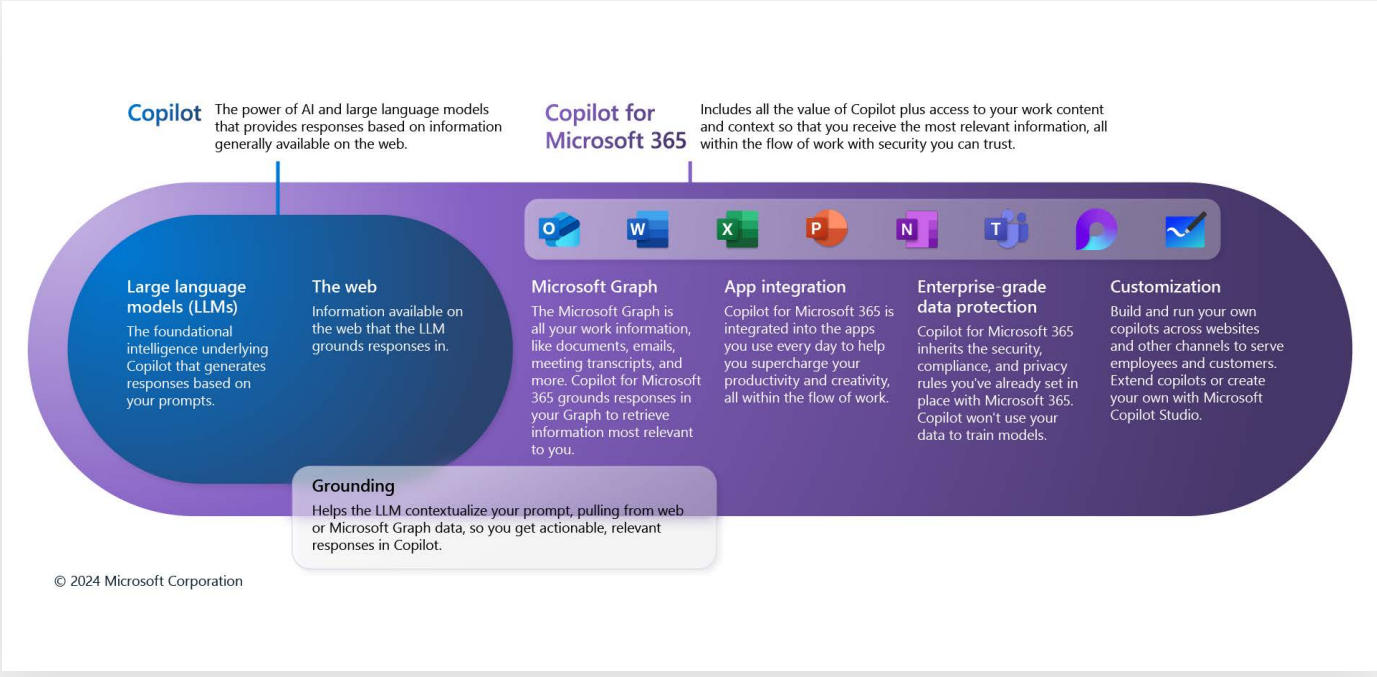 Copilot
The power of AI and large language models
that provides responses based on information
generally available on the web.
Copilot for
Microsoft 365
Includes all the value of Copilot plus access to your work content
and context so that you receive the most relevant information, all
within the flow of work with security you can trust.
O
W
X
P
N
T
Large language
models (LLMs)
The foundational
intelligence underlying
Copilot that generates
responses based on
your prompts.
The web
Information available on
the web that the LLM
grounds responses in.
Microsoft Graph
The Microsoft Graph is
all your work information,
like documents, emails,
meeting transcripts, and
more. Copilot for Microsoft
365 grounds responses in
your Graph to retrieve
information most relevant
to you.
App integration
Copilot for Microsoft 365 is
integrated into the apps
you use every day to help
you supercharge your
productivity and creativity,
all within the flow of work.
Enterprise-grade
data protection
Copilot for Microsoft 365
inherits the security,
compliance, and privacy
rules you've already set in
place with Microsoft 365.
Copilot won't use your
data to train models.
Customization
Build and run your own
copilots across websites
and other channels to serve
employees and customers.
Extend copilots or create
your own with Microsoft
Copilot Studio.
Grounding
Helps the LLM contextualize your prompt, pulling from web
or Microsoft Graph data, so you get actionable, relevant
responses in Copilot.
© 2024 Microsoft Corporation